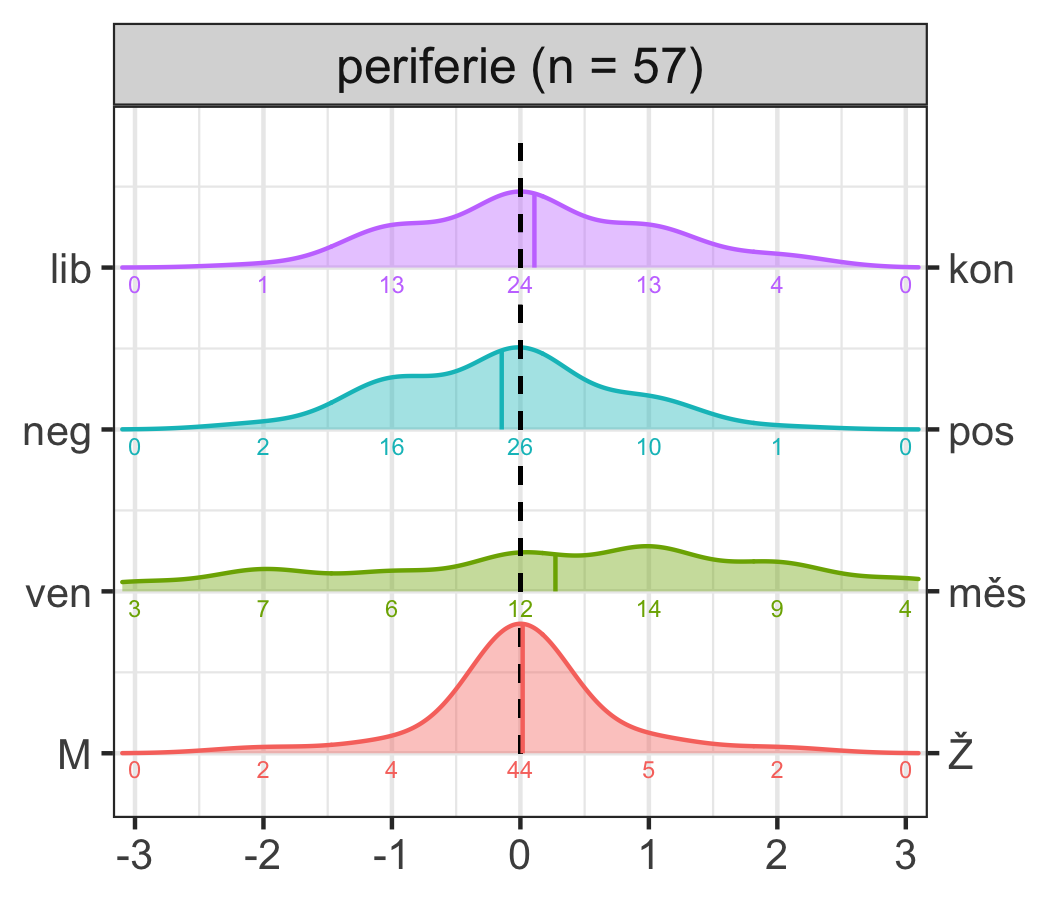 periferie (n = 57)
lib kon
0 1 13 24 13 4 0
neg pos
0 2 16 26 10 1 0
ven měs
3 7 6 12 14 9 4
M Ž
0 2 4 44 5 2 0
-3 -2 -1 0 1 2 3